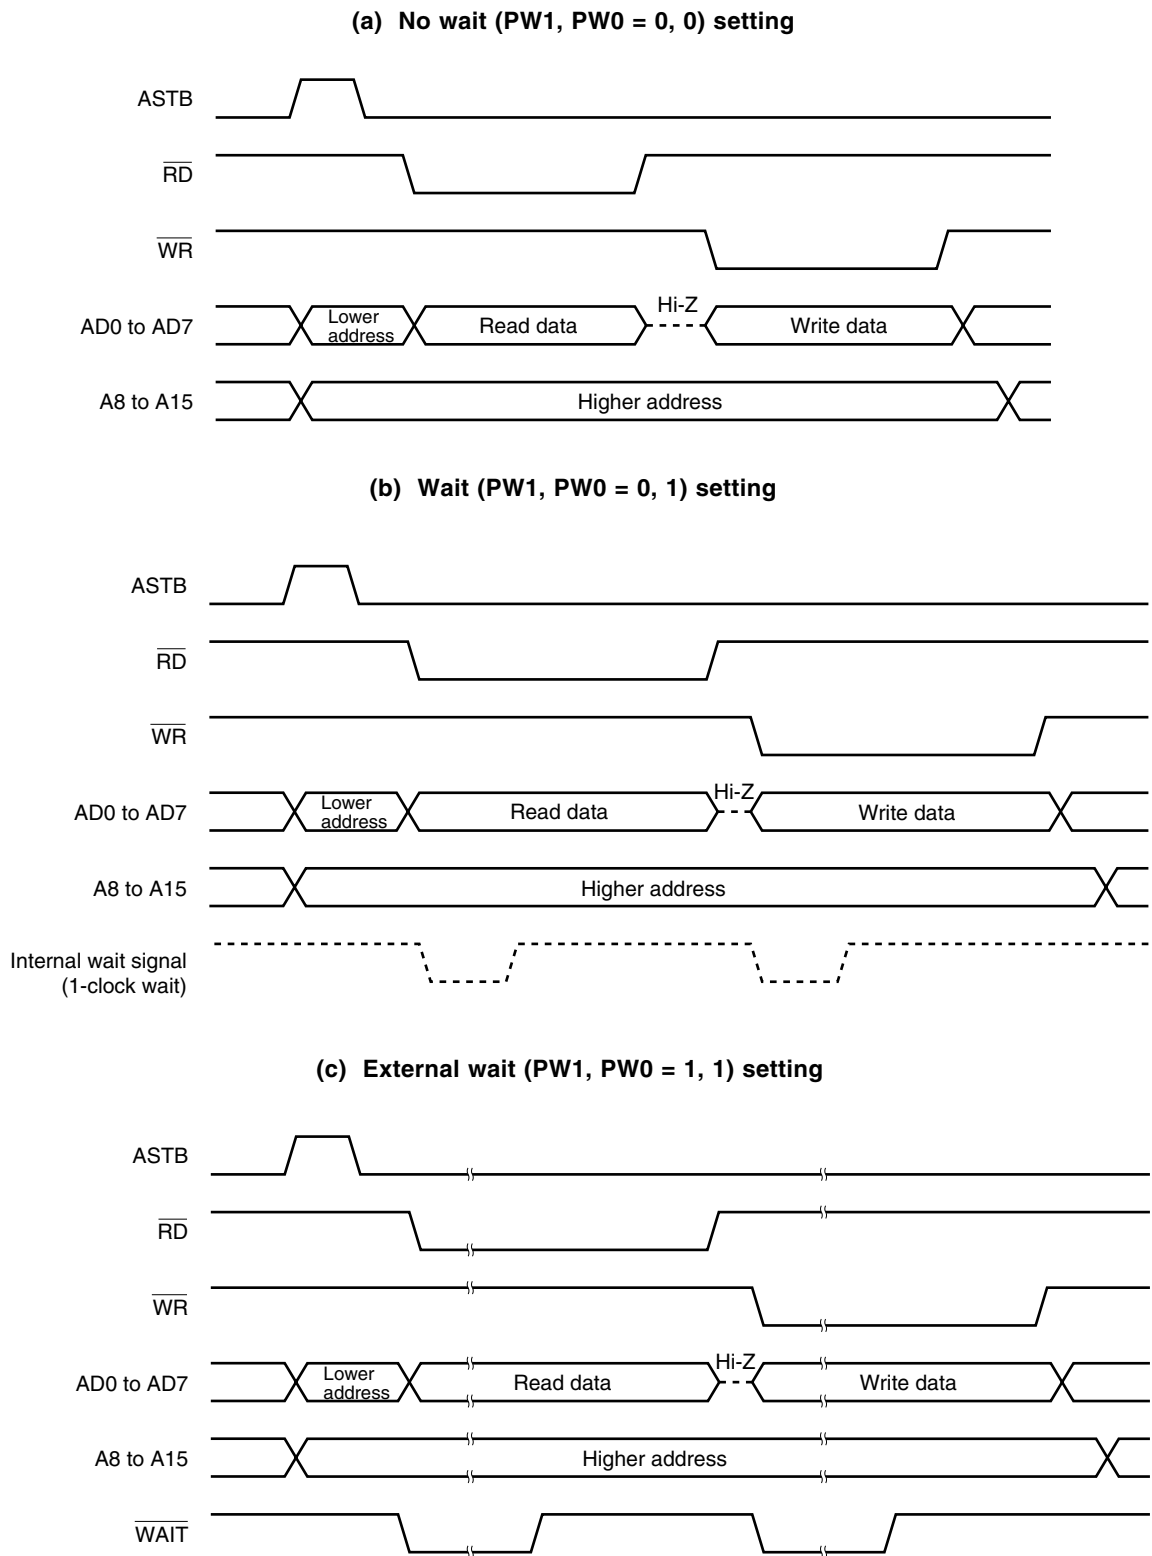 (a) No wait (PW1, PW0 = 0, 0) setting
ASTB
RD
WR
AD0 to AD7
Lower
address
Read data
Hi-Z
Write data
A8 to A15
Higher address
(b) Wait (PW1, PW0 = 0, 1) setting
ASTB
RD
WR
AD0 to AD7
Lower
address
Read data
Hi-Z
Write data
A8 to A15
Higher address
Internal wait signal
(1-clock wait)
(c) External wait (PW1, PW0 = 1, 1) setting
ASTB
RD
WR
AD0 to AD7
Lower
address
Read data
Hi-Z
Write data
A8 to A15
Higher address
WAIT